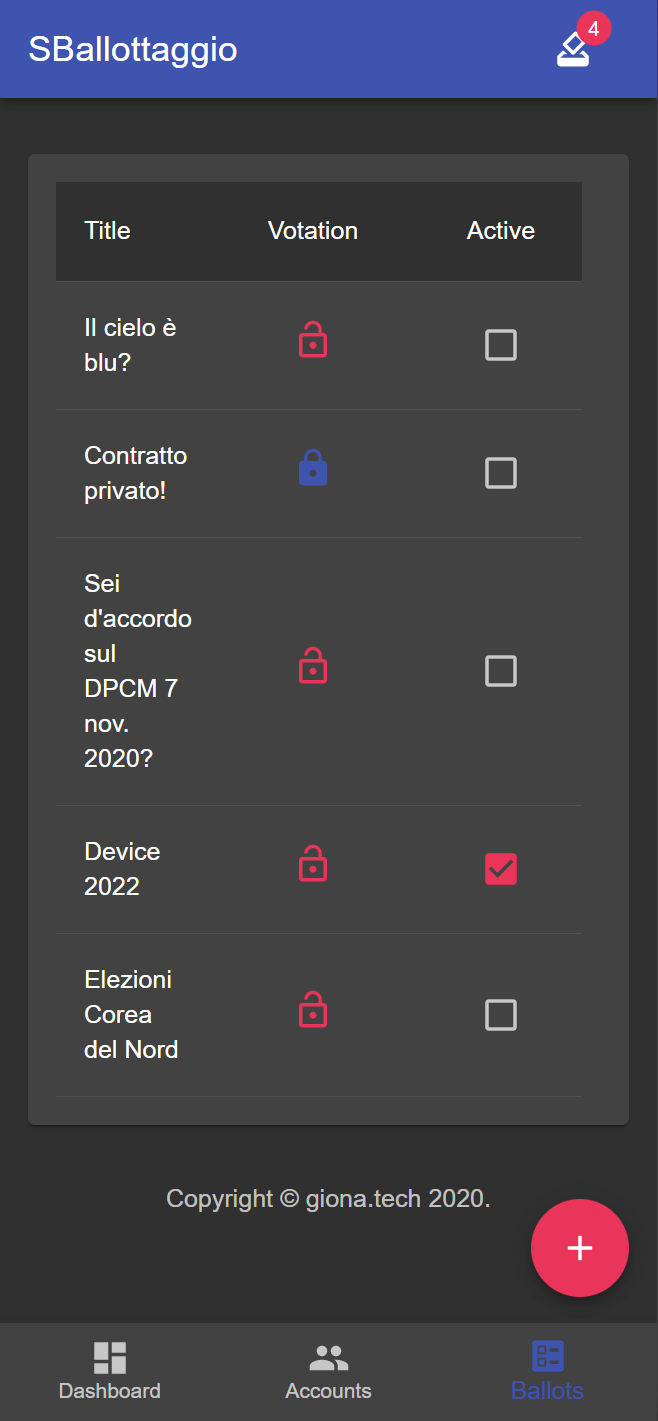 SBallottaggio
4
Title Votation Active
Il cielo è
blu?
Contratto
privato!
Sei
d'accordo
sul
DPCM 7
nov.
2020?
Device
2022
Elezioni
Corea
del Nord
Copyright © giona.tech 2020.
Dashboard Accounts Ballots